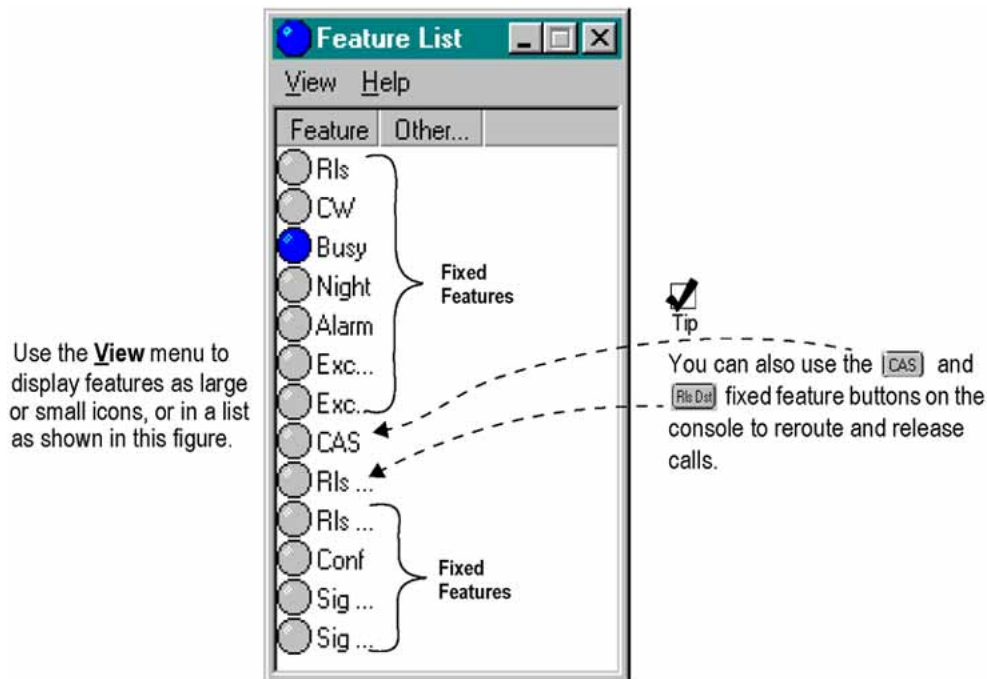 Feature List
View Help
Feature Other...
Rls
CW
Busy
Night
Alarm
Exc...
Exc...
CAS
Rls ...
Rls ...
Conf
Sig ...
Sig ...
Fixed
Features
Fixed
Features
Use the View menu to
display features as large
or small icons, or in a list
as shown in this figure.
Tip
You can also use the CAS and
Rls Dst fixed feature buttons on the
console to reroute and release
calls.